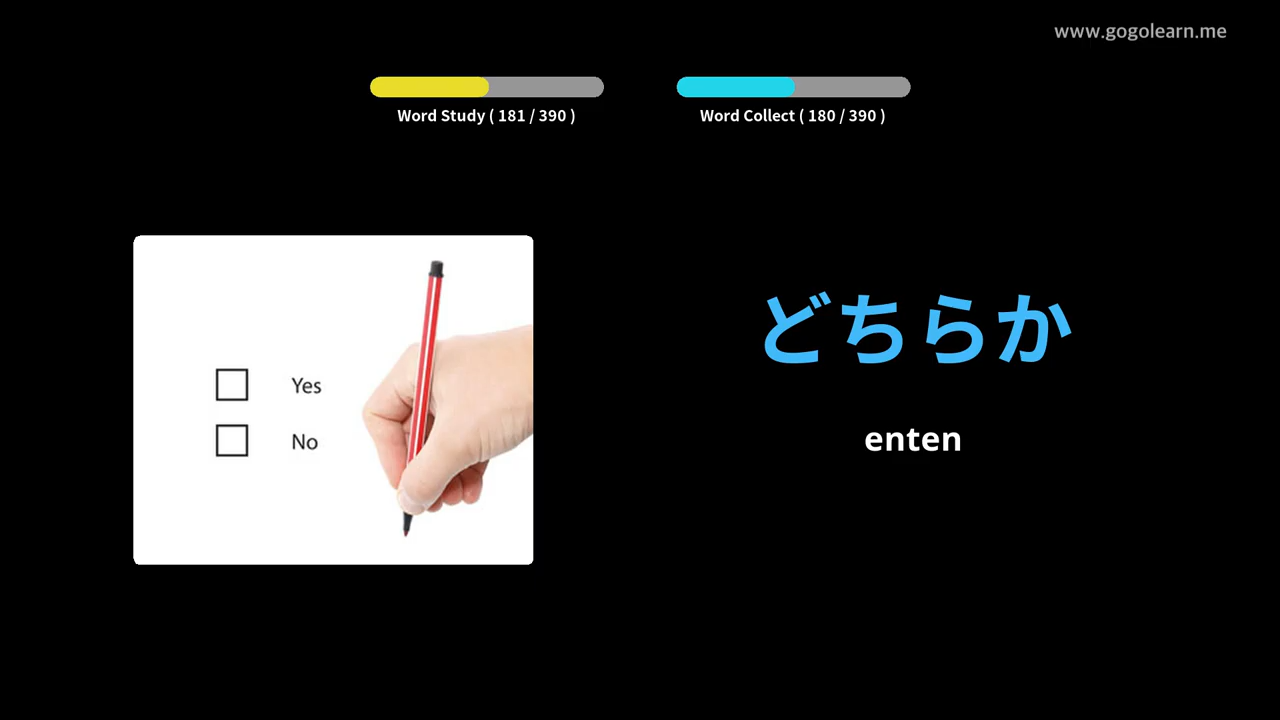 www.gogolearn.me
Word Study ( 181 / 390 )
Word Collect ( 180 / 390 )
Yes
No
どちらか
enten